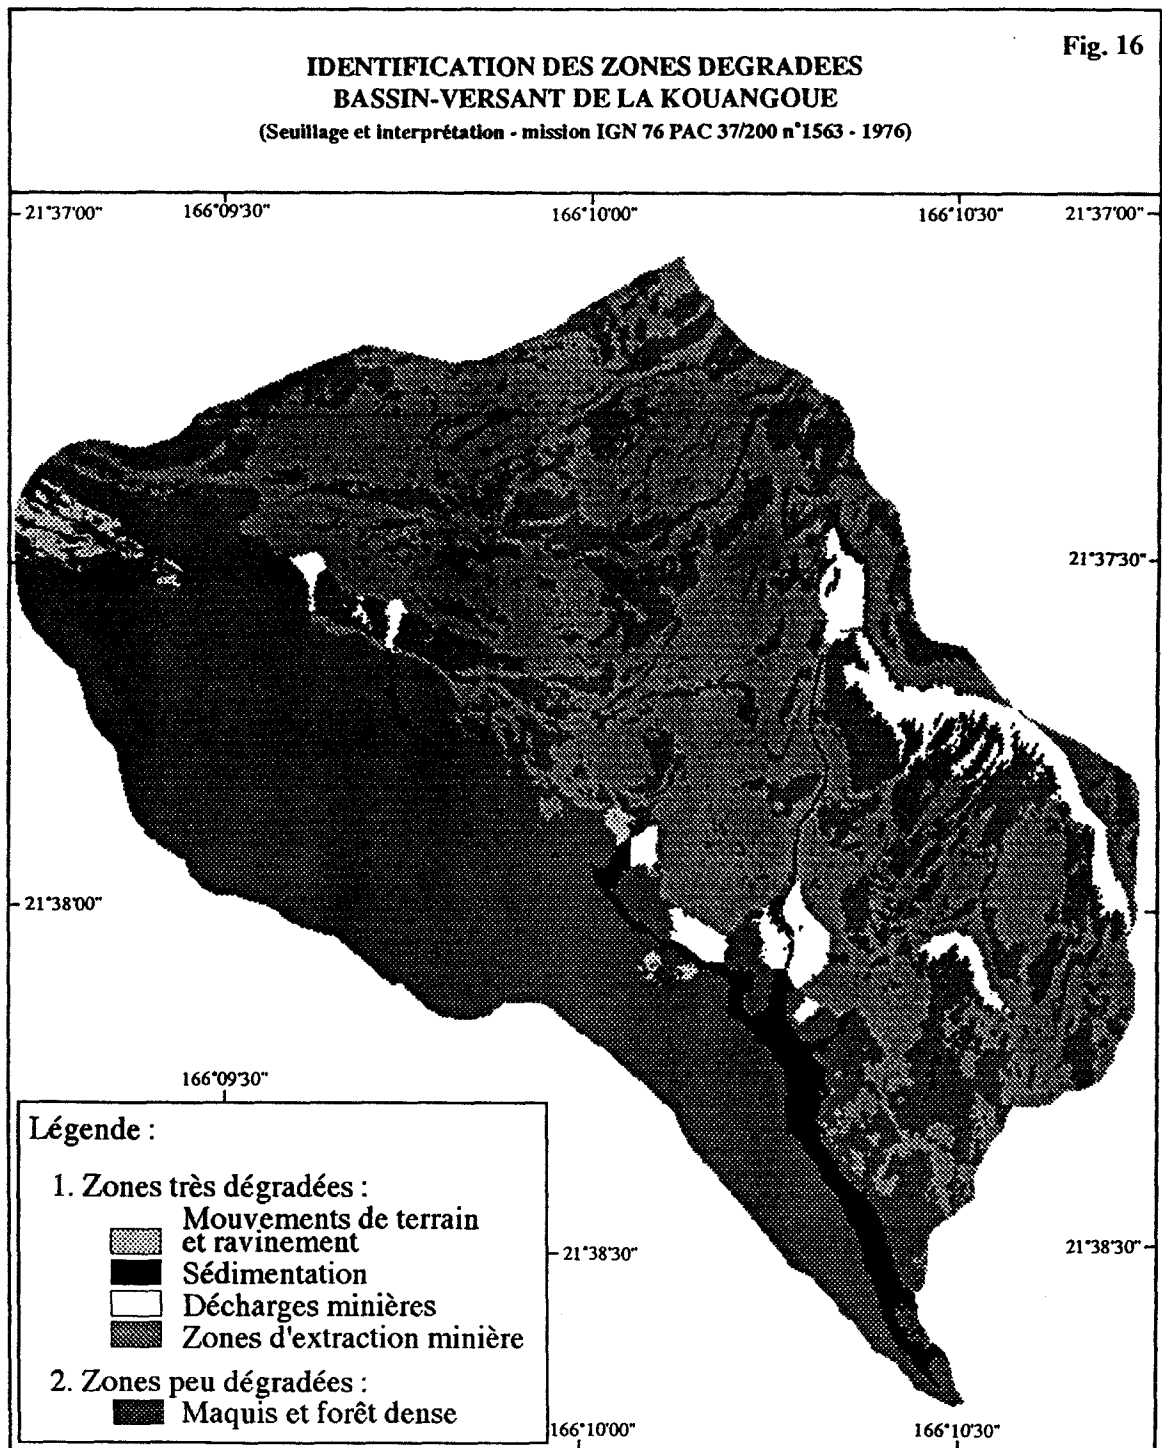 Fig. 16
IDENTIFICATION DES ZONES DEGRADEES
BASSIN-VERSANT DE LA KOUANGOUE
(Seuillage et interprétation - mission IGN 76 PAC 37/200 n°1563 - 1976)
21°37'00"
166°09'30"
166°10'00"
166°10'30"
21°37'00"
21°37'30"
21°38'00"
166°09'30"
Légende :
1. Zones très dégradées :
Mouvements de terrain
et ravinement
Sédimentation
Décharges minières
Zones d'extraction minière
2. Zones peu dégradées :
Maquis et forêt dense
21°38'30"
21°38'30"
166°10'00"
166°10'30"